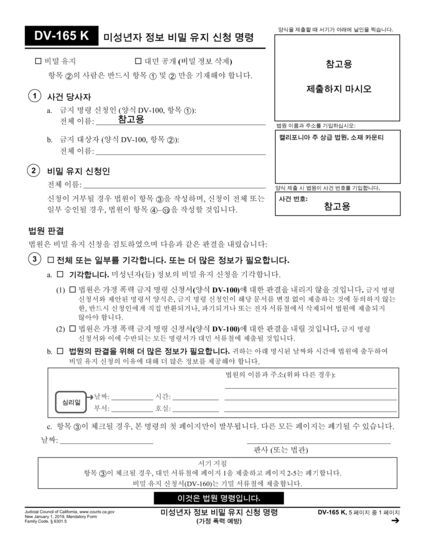 양식을 제출할 때 서기가 아래에 날인을 찍습니다.
DV-165 K 미성년자 정보 비밀 유지 신청 명령
☐ 비밀 유지 ☐ 대면 공개 (비밀 정보 삭제)
항목 ②의 사람은 반드시 항목 ① 및 ② 만을 기재해야 합니다.
참고용
제출하지 마시오
① 사건 당사자
a. 금지 명령 신청인 (양식 DV-100, 항목 ①):
전체 이름: 참고용
b. 금지 대상자 (양식 DV-100, 항목 ②):
전체 이름:
법원 이름과 주소를 기입하십시오:
캘리포니아 주 상급 법원, 소재 카운티
② 비밀 유지 신청인
전체 이름:
양식 제출 시 법원이 사건 번호를 기입합니다.
사건 번호:
참고용
신청이 거부될 경우 법원이 항목 ③을 작성하며, 신청이 전체 또는
일부 승인될 경우, 법원이 항목 ④–⑲을 작성할 것입니다.
법원 판결
법원은 비밀 유지 신청을 검토하였으며 다음과 같은 판결을 내렸습니다:
③ ☐ 전체 또는 일부를 기각합니다. 또는 더 많은 정보가 필요합니다.
a. ☐ 기각합니다. 미성년자(들) 정보의 비밀 유지 신청을 기각합니다.
(1) ☐ 법원은 가정 폭력 금지 명령 신청서(양식 DV-100)에 대한 판결을 내리지 않을 것입니다. 금지 명령
신청서와 제안된 명령서 양식은, 금지 명령 신청인이 해당 문서를 변경 없이 제출하는 것에 동의하지 않는
한, 반드시 신청인에게 직접 반환되거나, 파기되거나 또는 전자 서류철에서 삭제되어 법원에 제출되지
않아야 합니다.
(2) ☐ 법원은 가정 폭력 금지 명령 신청서(양식 DV-100)에 대한 판결을 내릴 것입니다. 금지 명령
신청서와 이에 수반되는 모든 명령서가 대민 서류철에 제출될 것입니다.
b. ☐ 법원의 판결을 위해 더 많은 정보가 필요합니다. 귀하는 아래 명시된 날짜와 시간에 법원에 출두하여
비밀 유지 신청의 이유에 대해 더 많은 정보를 제공해야 합니다.
법원의 이름과 주소(위와 다른 경우):
심리일
날짜: 시간:
부서: 호실:
c. 항목 ③이 체크될 경우, 본 명령의 첫 페이지만이 발부됩니다. 다른 모든 페이지는 폐기될 수 있습니다.
날짜:
판사 (또는 법관)
서기 지침
항목 ③이 체크될 경우, 대민 서류철에 페이지 1을 제출하고 페이지 2-5는 폐기합니다.
비밀 유지 신청서(DV-160)는 기밀 서류철에 제출합니다.
이것은 법원 명령입니다.
Judicial Council of California, www.courts.ca.gov
New January 1, 2019, Mandatory Form
Family Code, § 6301.5
미성년자 정보 비밀 유지 신청 명령
(가정 폭력 예방)
DV-165 K, 5 페이지 중 1 페이지
➔